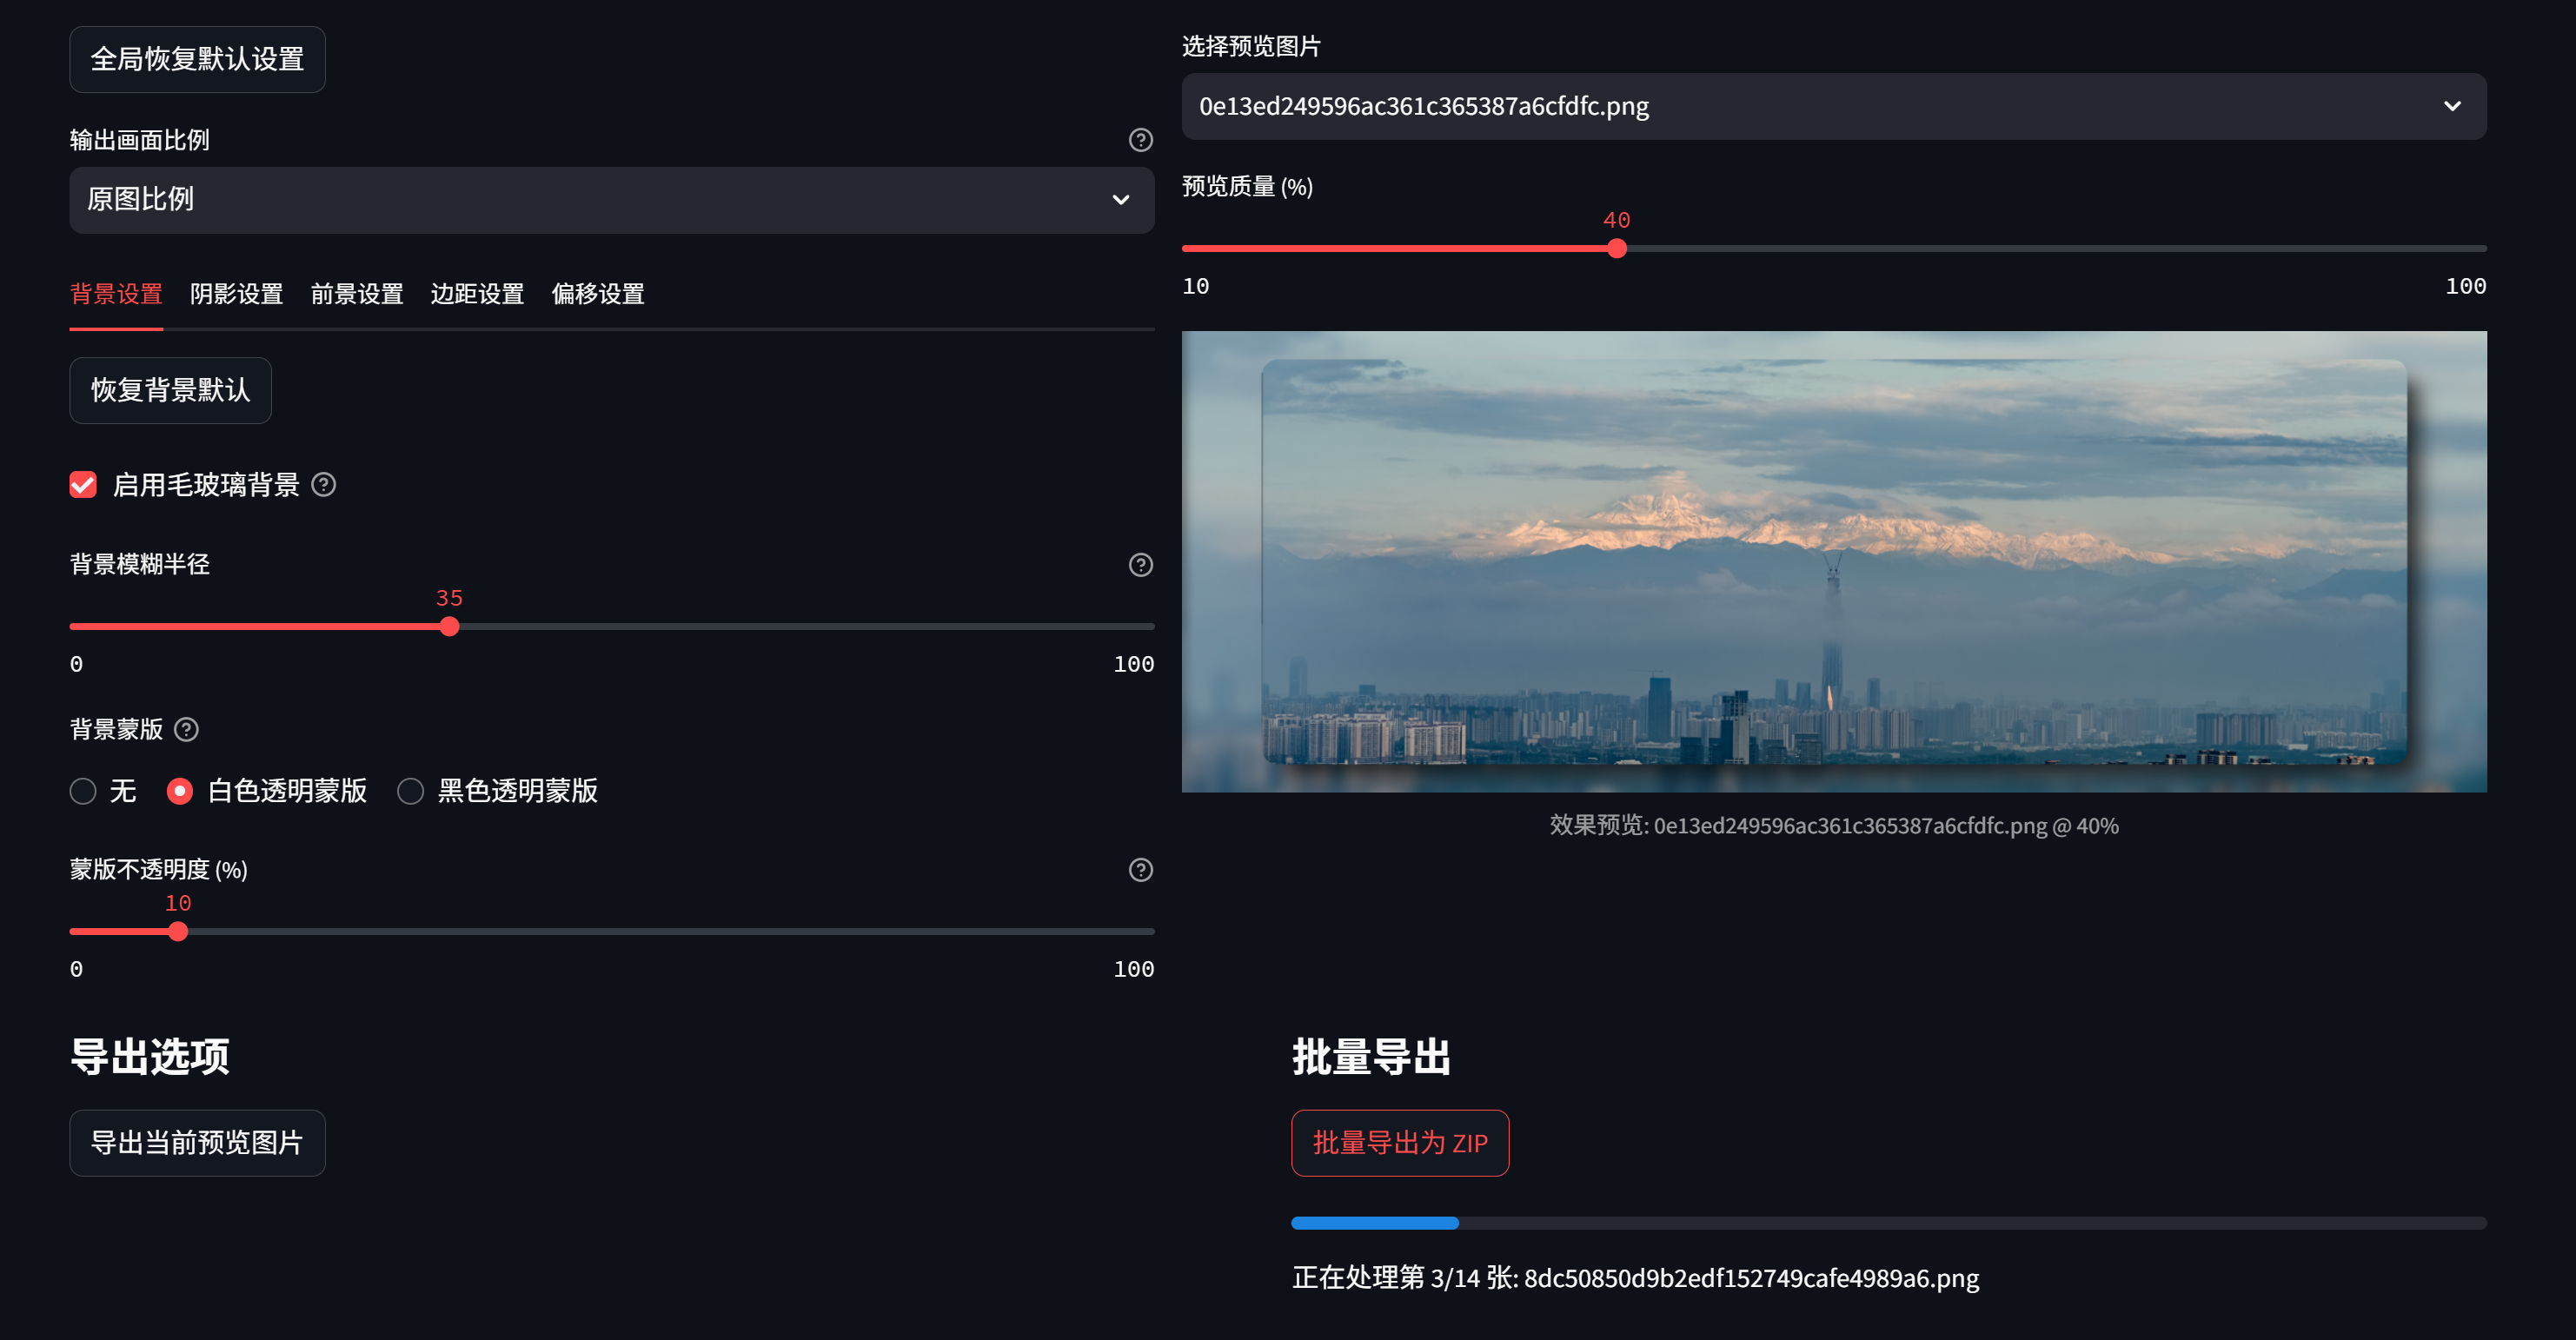 全局恢复默认设置
输出画面比例
原图比例
背景设置 阴影设置 前景设置 边距设置 偏移设置
恢复背景默认
启用毛玻璃背景
背景模糊半径
35
0 100
背景蒙版
无 白色透明蒙版 黑色透明蒙版
蒙版不透明度 (%)
10
0 100
选择预览图片
0e13ed249596ac361c365387a6cfdfc.png
预览质量 (%)
40
10 100
效果预览: 0e13ed249596ac361c365387a6cfdfc.png @ 40%
导出选项
导出当前预览图片
批量导出
批量导出为 ZIP
正在处理第 3/14 张: 8dc50850d9b2edf152749cafe4989a6.png